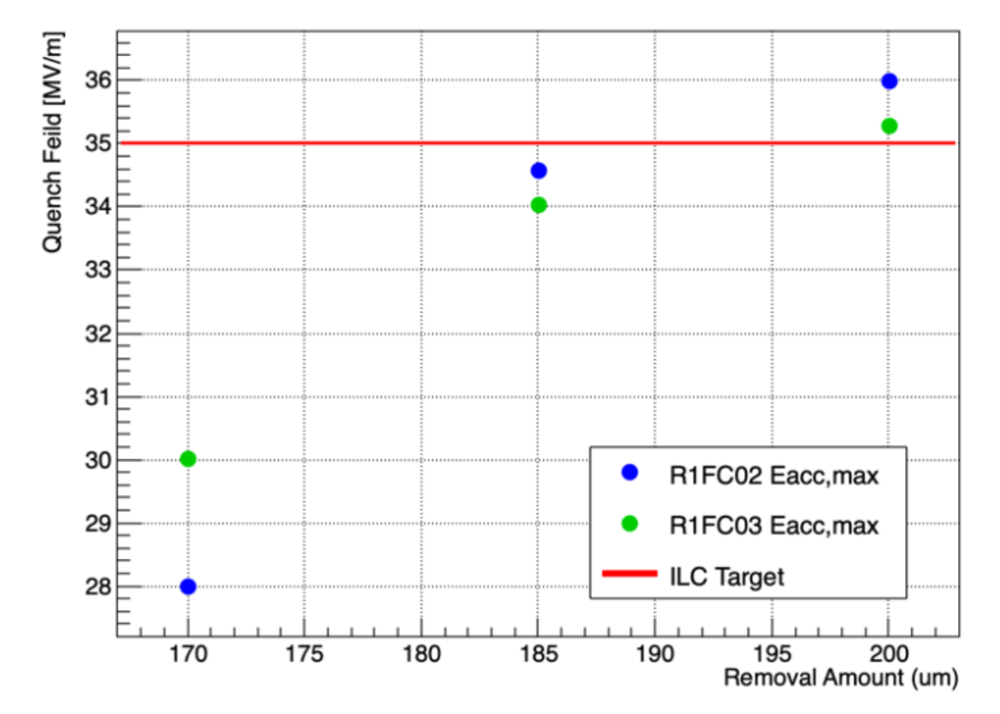 Quench Feild [MV/m]
36
35
34
33
32
31
30
29
28
R1FC02 Eacc,max
R1FC03 Eacc,max
ILC Target
170 175 180 185 190 195 200
Removal Amount (um)